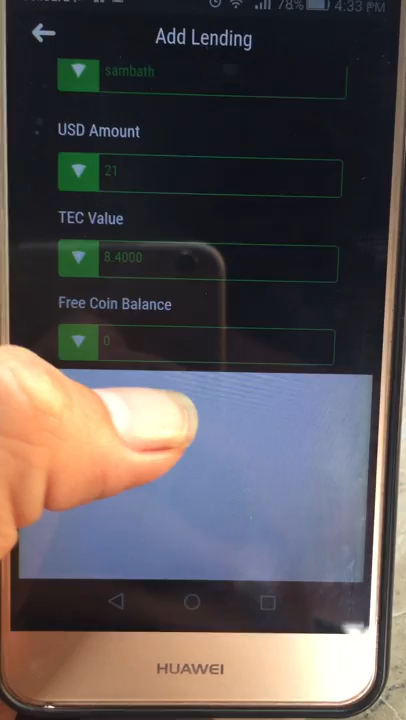 78% 4:33 PM
Add Lending
sambath
USD Amount
21
TEC Value
8.4000
Free Coin Balance
0
HUAWEI